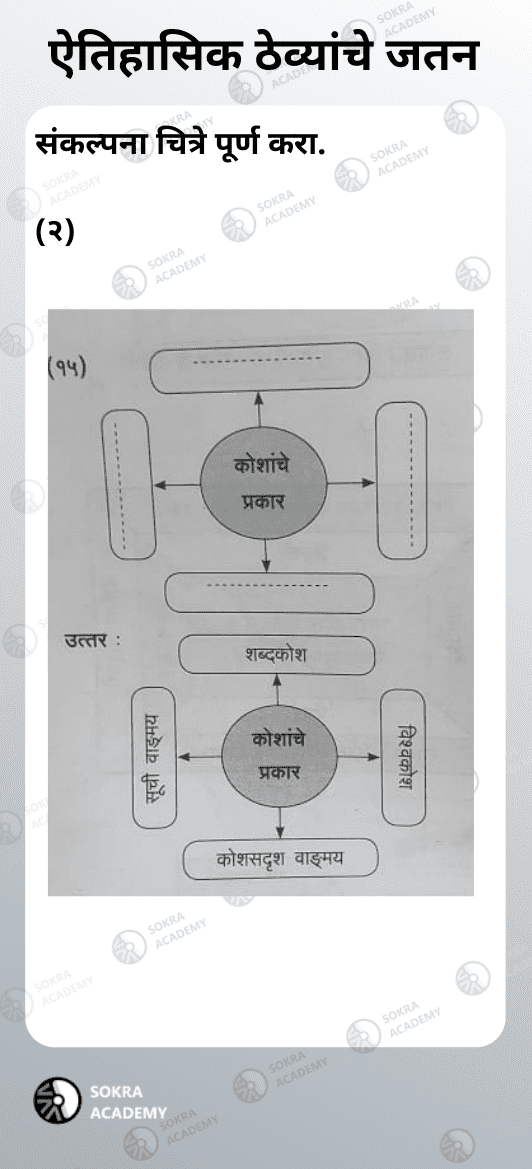 ऐतिहासिक ठेव्यांचे जतन
संकल्पना चित्रे पूर्ण करा.
(२)
(१५)
कोशांचे
प्रकार
उत्तर :
शब्दकोश
सूची वाङ्मय
कोशांचे
प्रकार
विश्वकोश
कोशसदृश वाङ्मय
SOKRA
ACADEMY